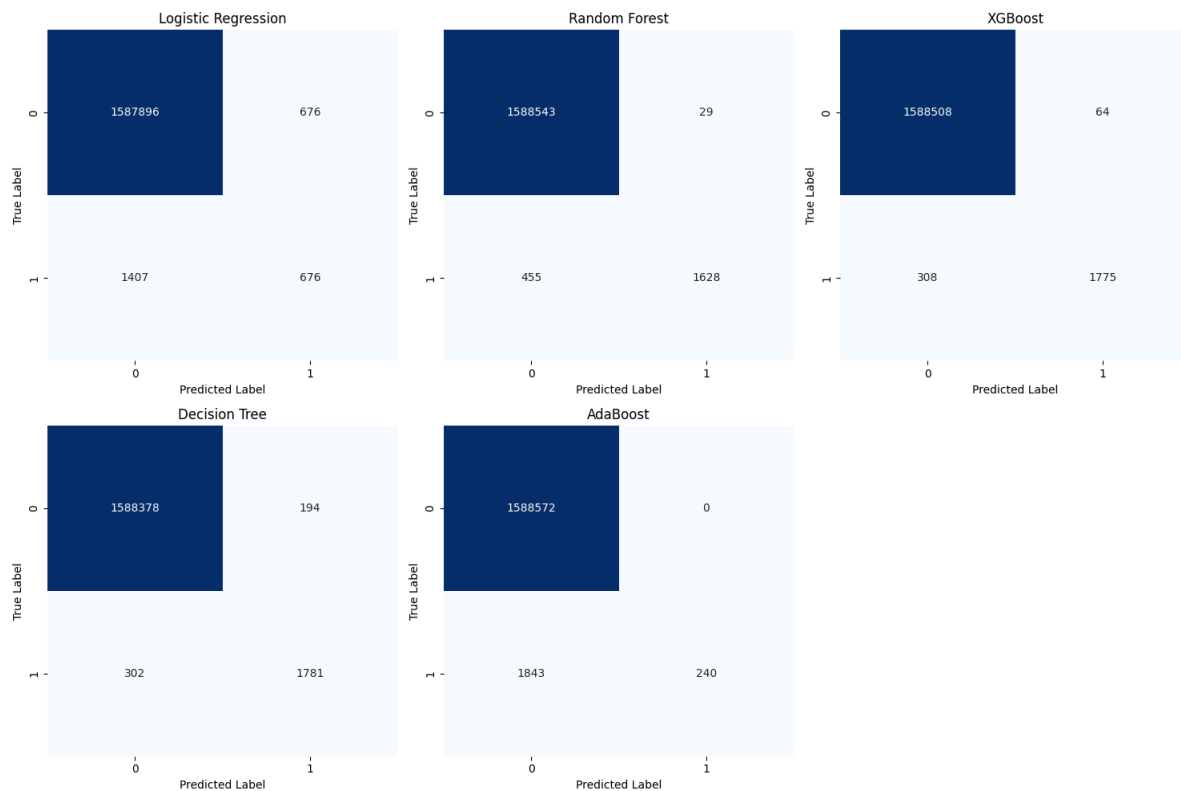 Logistic Regression
True Label
0
1587896
676
1
1407
676
0
1
Predicted Label
Random Forest
True Label
0
1588543
29
1
455
1628
0
1
Predicted Label
XGBoost
True Label
0
1588508
64
1
308
1775
0
1
Predicted Label
Decision Tree
True Label
0
1588378
194
1
302
1781
0
1
Predicted Label
AdaBoost
True Label
0
1588572
0
1
1843
240
0
1
Predicted Label